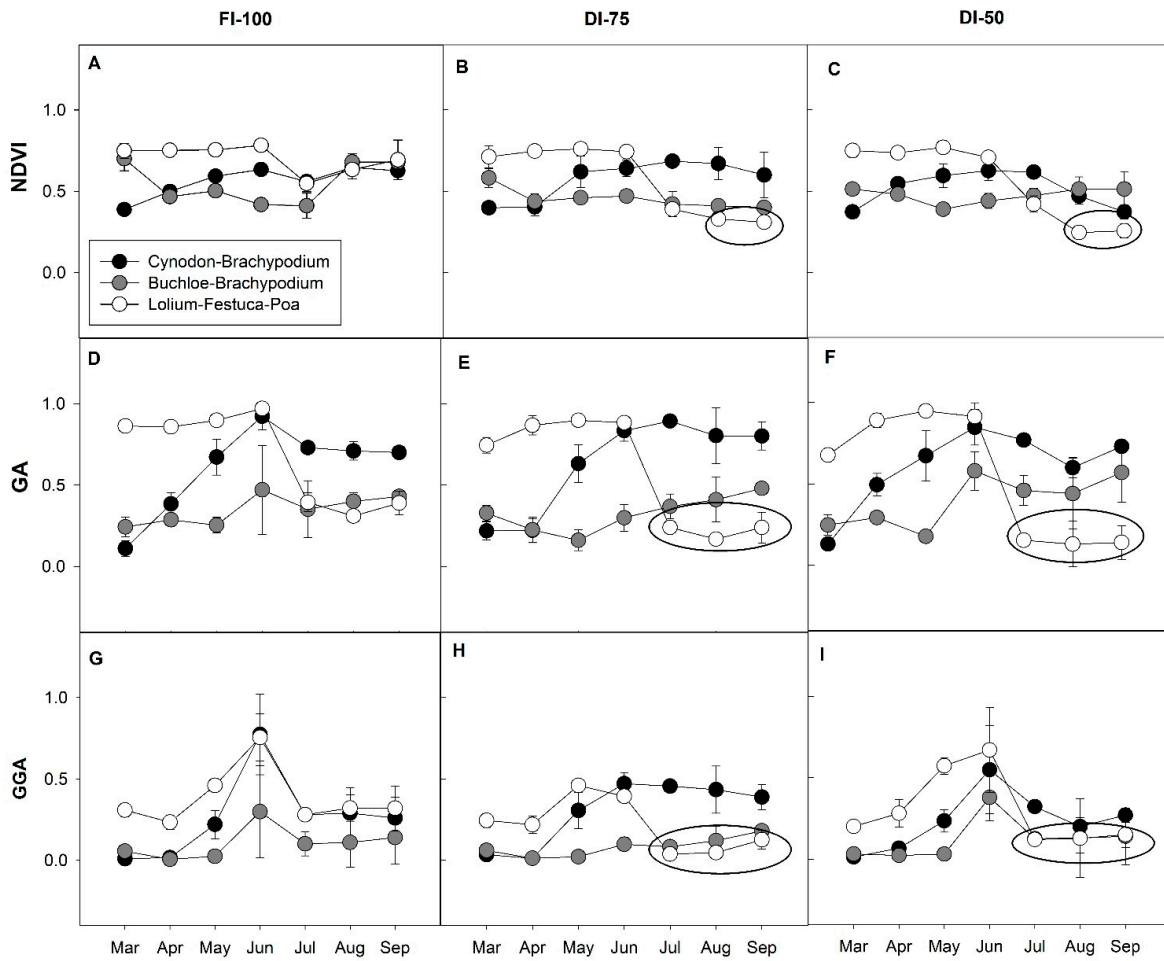 FI-100 DI-75 DI-50
A B C
NDVI
1.0
0.5
0.0
Cynodon-Brachypodium
Buchloe-Brachypodium
Lolium-Festuca-Poa
D E F
GA
1.0
0.5
0.0
G H I
GGA
1.0
0.5
0.0
Mar Apr May Jun Jul Aug Sep Mar Apr May Jun Jul Aug Sep Mar Apr May Jun Jul Aug Sep